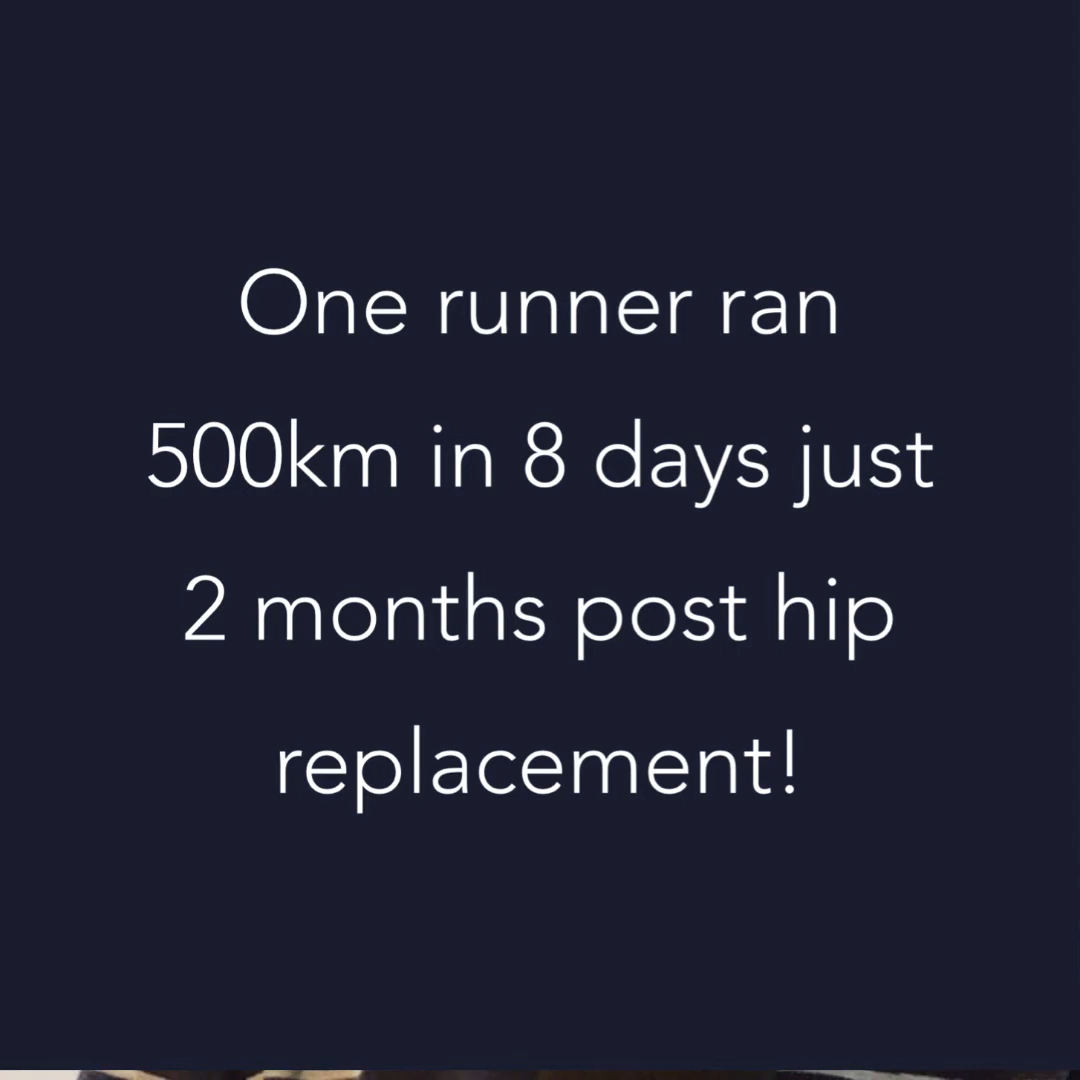 One runner ran
500km in 8 days just
2 months post hip
replacement!